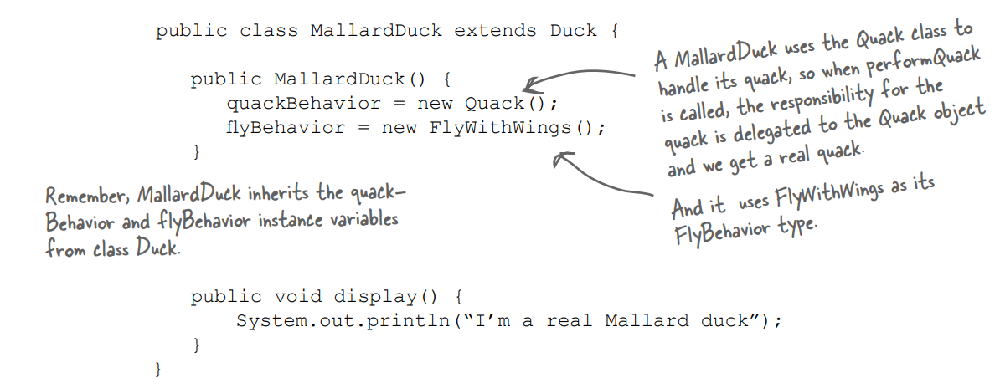 public class MallardDuck extends Duck {
public MallardDuck() {
quackBehavior = new Quack();
flyBehavior = new FlyWithWings();
}
A MallardDuck uses the Quack class to
handle its quack, so when performQuack
is called, the responsibility for the
quack is delegated to the Quack object
and we get a real quack.
And it uses FlyWithWings as its
FlyBehavior type.
Remember, MallardDuck inherits the quack-
Behavior and flyBehavior instance variables
from class Duck.
public void display() {
System.out.println(“I’m a real Mallard duck”);
}
}